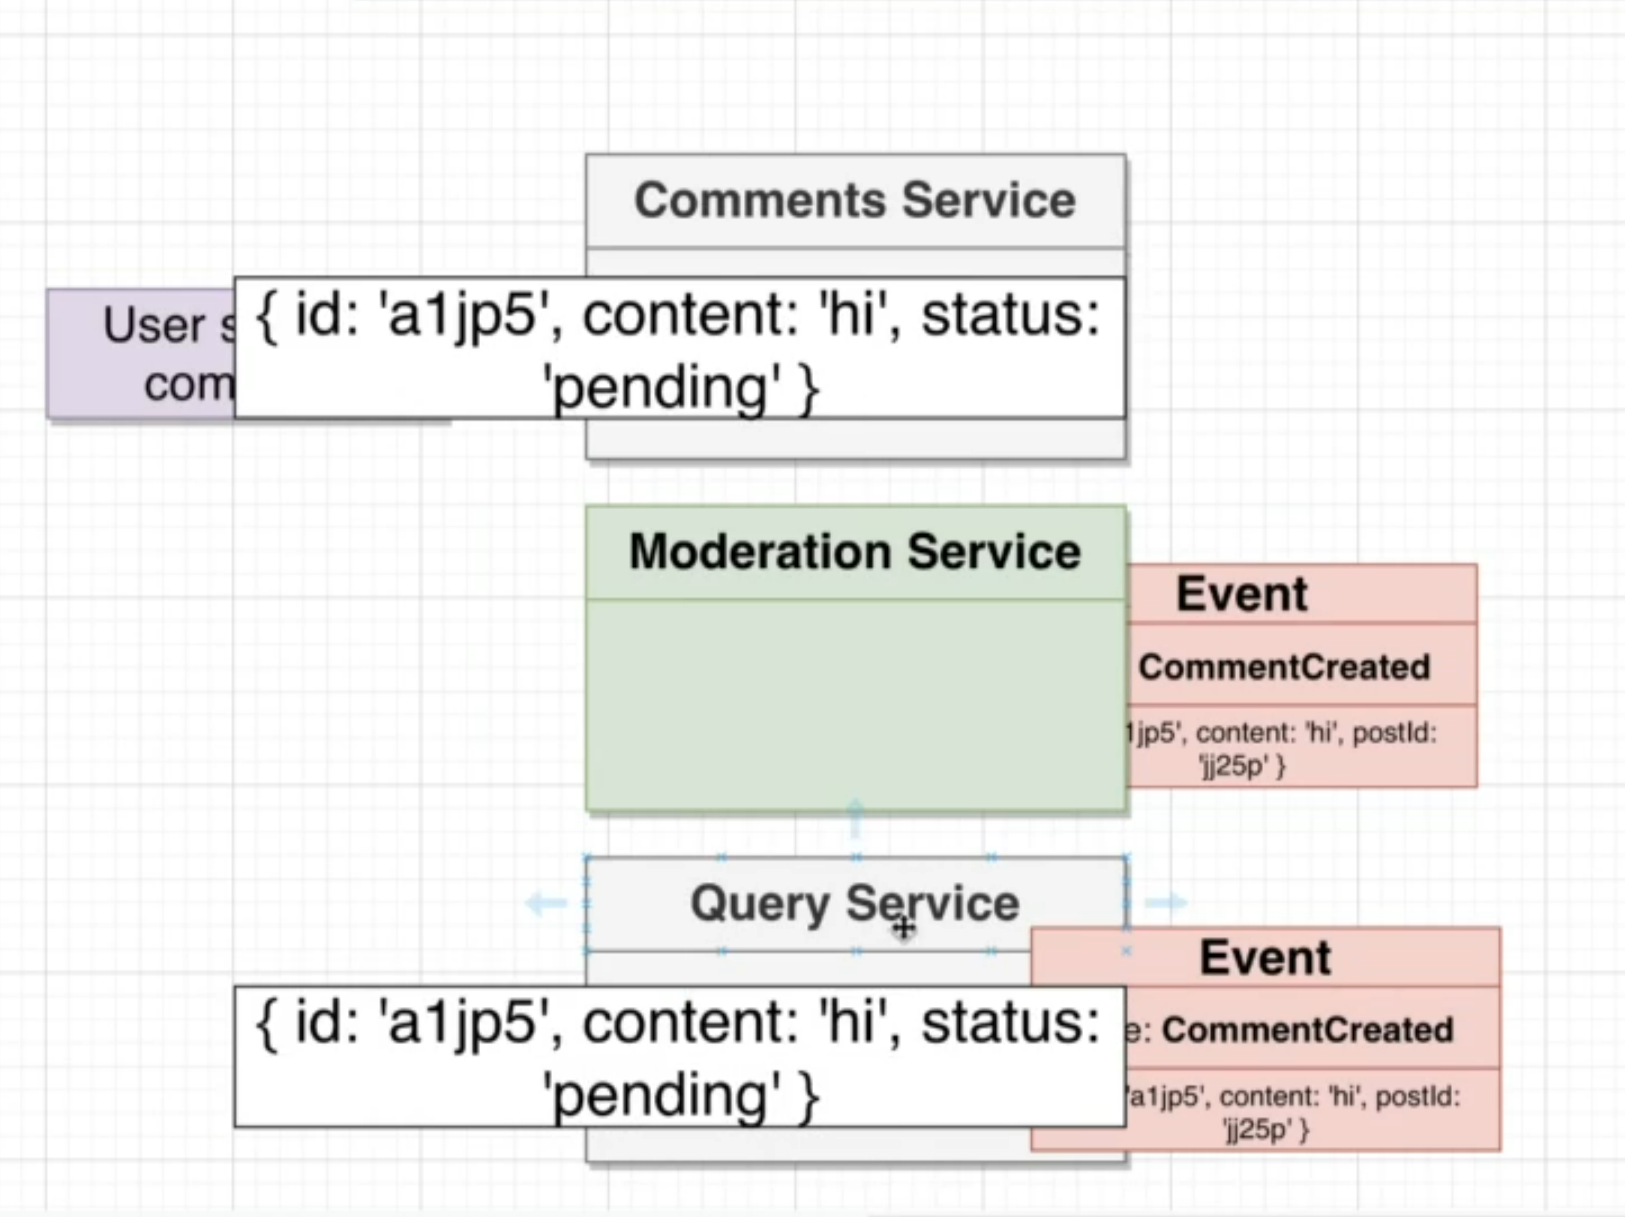 Comments Service
User
com
{ id: 'a1jp5', content: 'hi', status:
'pending' }
Moderation Service
Event
CommentCreated
1jp5', content: 'hi', postId:
'jj25p' }
Query Service
Event
e: CommentCreated
{ id: 'a1jp5', content: 'hi', status:
'pending' }
'a1jp5', content: 'hi', postId:
'jj25p' }